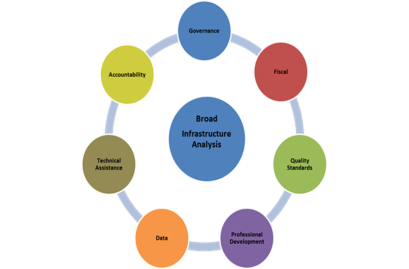 Governance
Fiscal
Quality
Standards
Professional
Development
Data
Technical
Assistance
Accountability
Broad
Infrastructure
Analysis